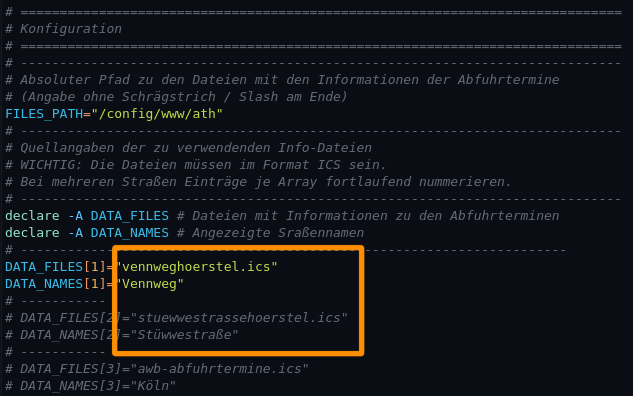 # =============================================================================
# Konfiguration
# =============================================================================
# -----------------------------------------------------------------------------
# Absoluter Pfad zu den Dateien mit den Informationen der Abfuhrtermine
# (Angabe ohne Schrägstrich / Slash am Ende)
FILES_PATH="/config/www/ath"
# -----------------------------------------------------------------------------
# Quellangaben der zu verwendenden Info-Dateien
# WICHTIG: Die Dateien müssen im Format ICS sein.
# Bei mehreren Straßen Einträge je Array fortlaufend nummerieren.
# -----------------------------------------------------------------------------
declare -A DATA_FILES # Dateien mit Informationen zu den Abfuhrterminen
declare -A DATA_NAMES # Angezeigte Sraßennamen
# ----------------------------------------------------------------------
DATA_FILES[1]="vennweghoerstel.ics"
DATA_NAMES[1]="Vennweg"
# -----------
# DATA_FILES[2]="stuewwestrassehoerstel.ics"
# DATA_NAMES[2]="Stüwwestraße"
# -----------
# DATA_FILES[3]="awb-abfuhrtermine.ics"
# DATA_NAMES[3]="Köln"